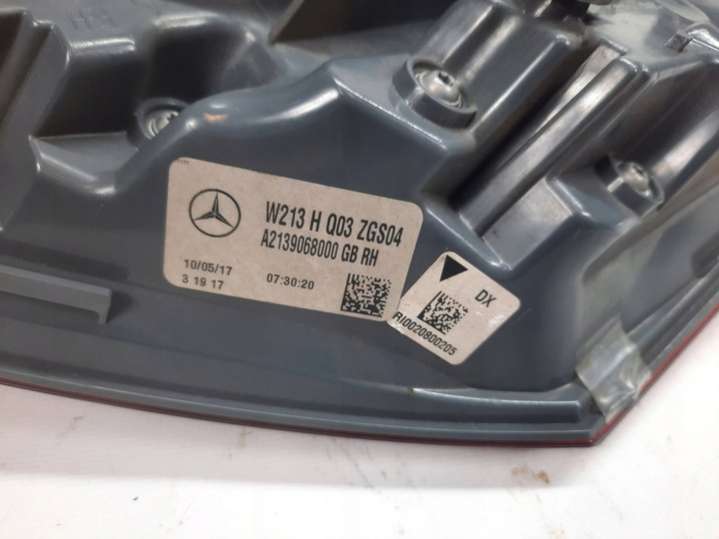 W213 H Q03 ZGS04
A2139068000 GB RH
10/05/17 07:30:20
3 19 17
DX
RI0020800205